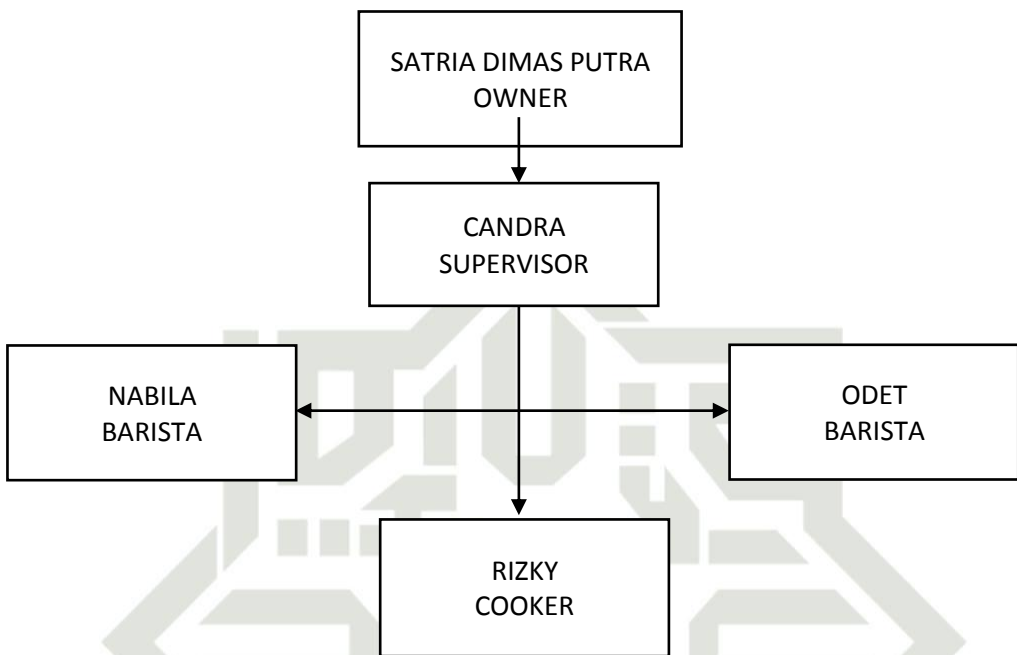 SATRIA DIMAS PUTRA
OWNER
CANDRA
SUPERVISOR
NABILA
BARISTA
ODET
BARISTA
RIZKY
COOKER